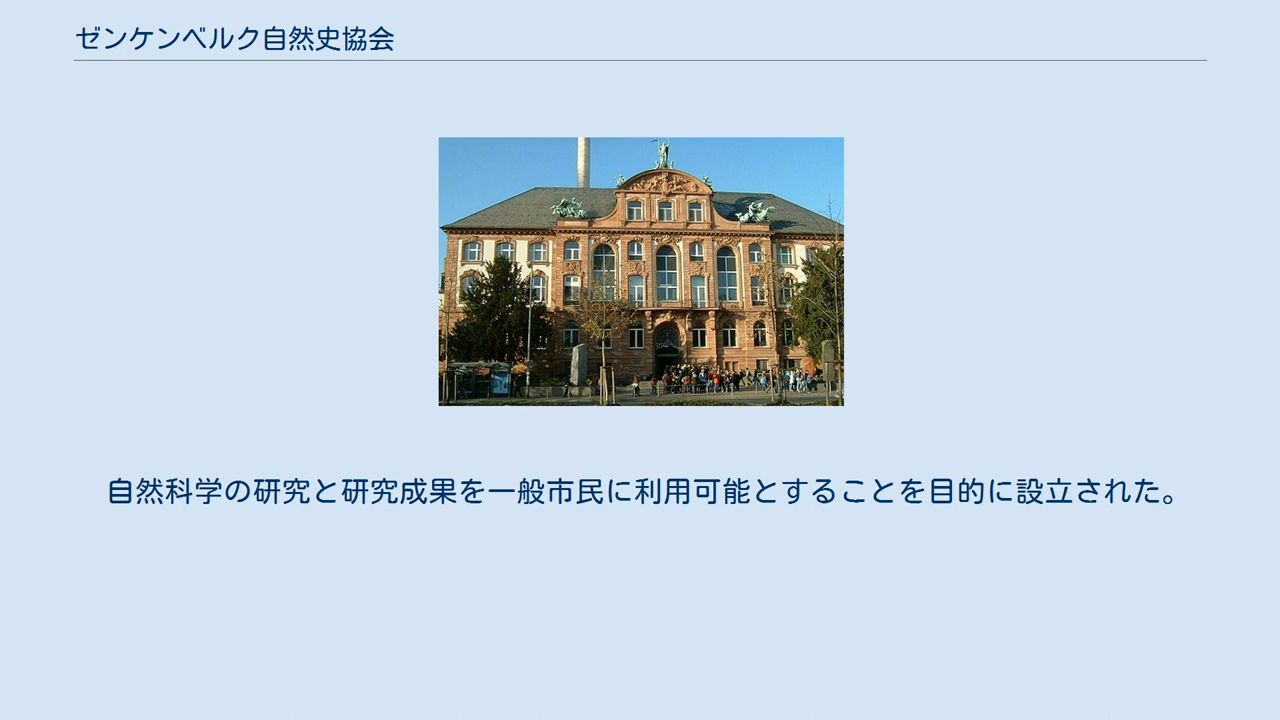 ゼンケンベルク自然史協会
自然科学の研究と研究成果を一般市民に利用可能とすることを目的に設立された。